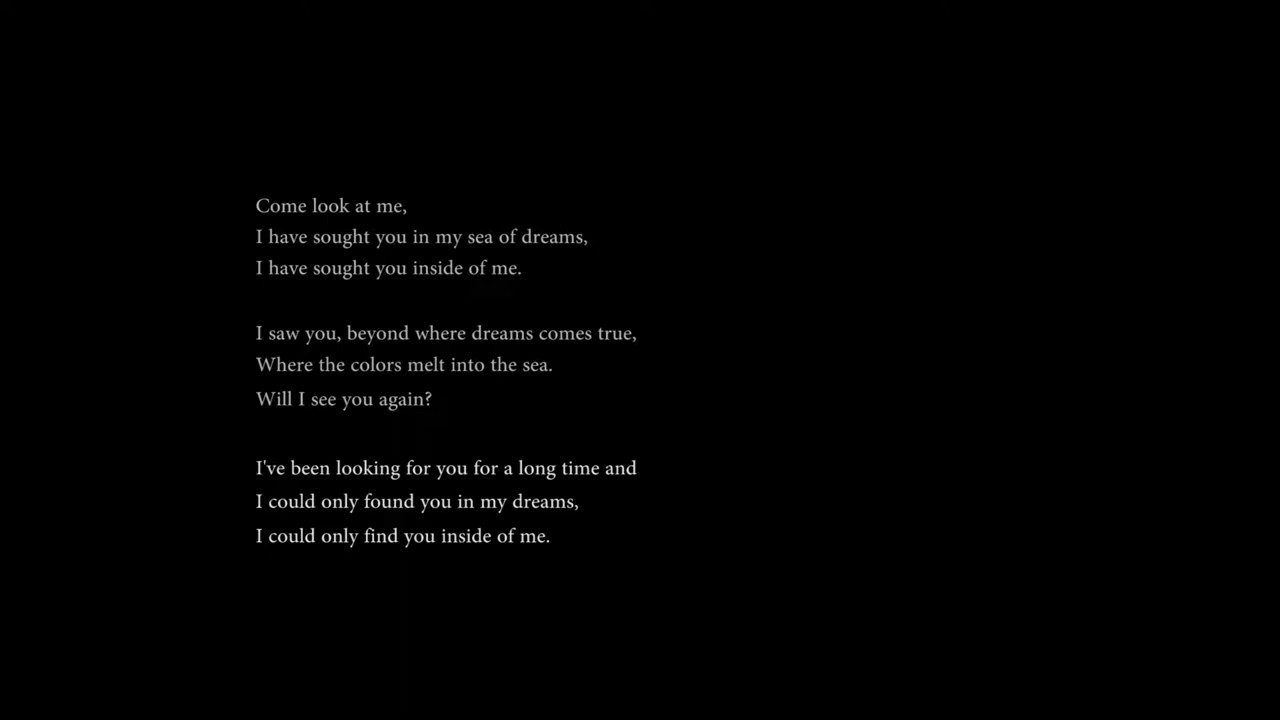 Come look at me,
I have sought you in my sea of dreams,
I have sought you inside of me.
I saw you, beyond where dreams comes true,
Where the colors melt into the sea.
Will I see you again?
I've been looking for you for a long time and
I could only found you in my dreams,
I could only find you inside of me.